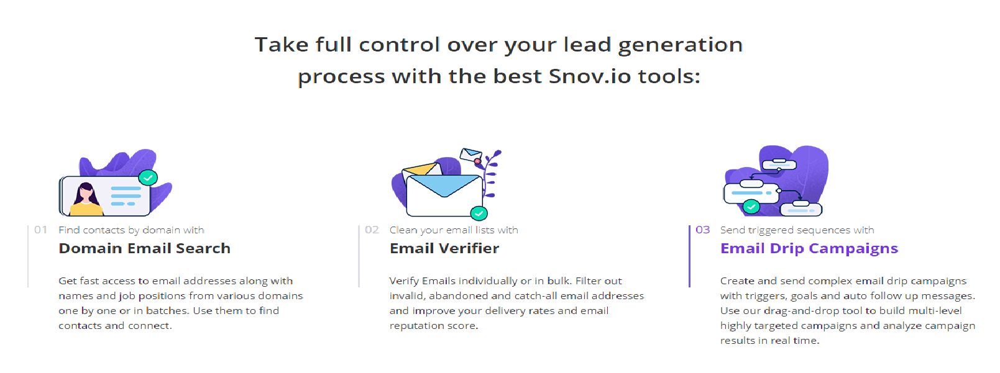 Take full control over your lead generation
process with the best Snov.io tools:
01 Find contacts by domain with
Domain Email Search
Get fast access to email addresses along with
names and job positions from various domains
one by one or in batches. Use them to find
contacts and connect.
02 Clean your email lists with
Email Verifier
Verify Emails individually or in bulk. Filter out
invalid, abandoned and catch-all email addresses
and improve your delivery rates and email
reputation score.
03 Send triggered sequences with
Email Drip Campaigns
Create and send complex email drip campaigns
with triggers, goals and auto follow up messages.
Use our drag-and-drop tool to build multi-level
highly targeted campaigns and analyze campaign
results in real time.